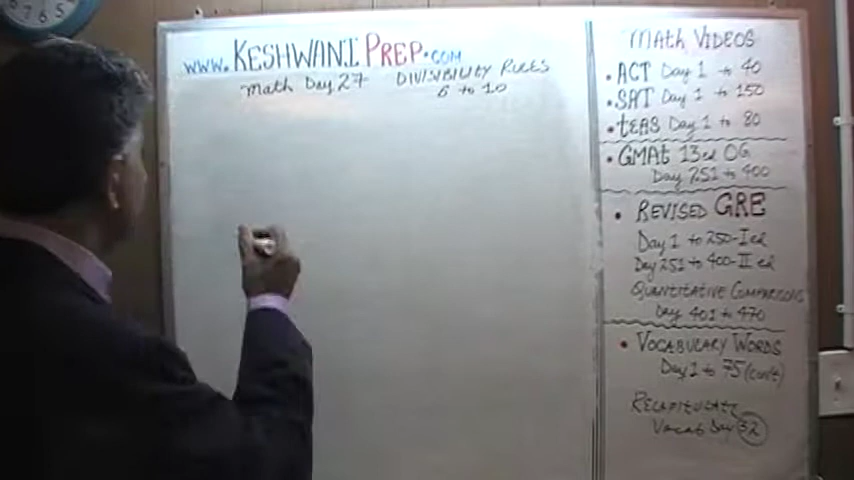 www.KESHWANIPREP.COM
Math Day 27 DIVISIBILITY RULES
6 to 10
Math VIDEOS
• ACT Day 1 to 40
• SAT Day 1 to 150
• tEAS Day 1 to 80
• GMAt 13ed OG
Day 251 to 400
• REVISED GRE
Day 1 to 250-I ed
Day 251 to 400-II ed
QUANTITATIVE COMPARISONS
Day 401 to 470
• VOCABULARY WORDS
Day 1 to 75 (con't)
RECAPITULATE
Vocab Day 32